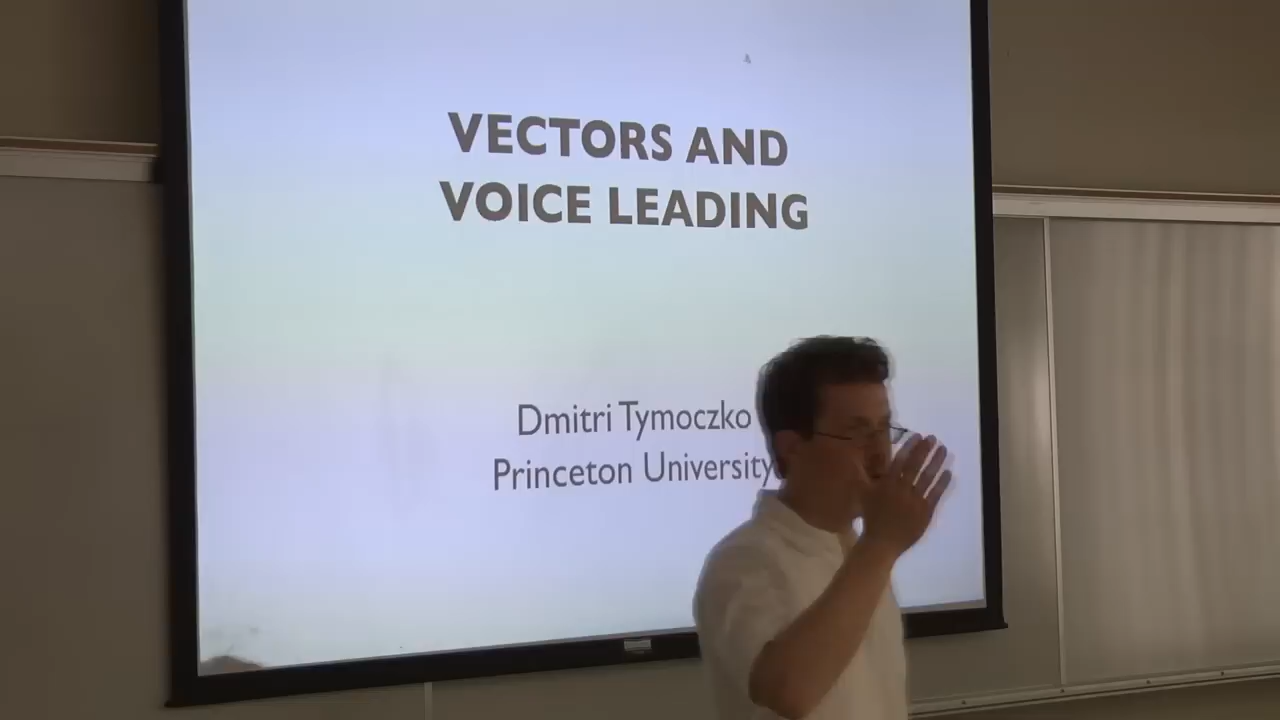 VECTORS AND
VOICE LEADING
Dmitri Tymoczko
Princeton University